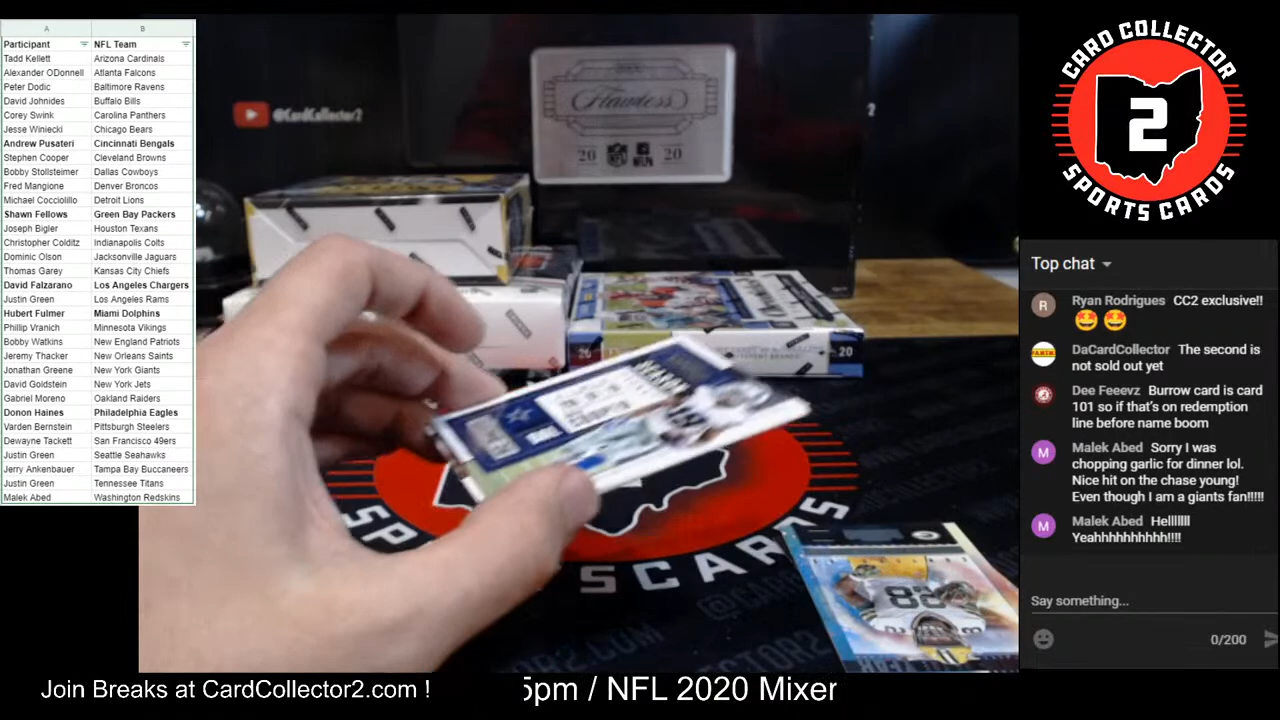 A B
Participant NFL Team
Tadd Kellett Arizona Cardinals
Alexander ODonnell Atlanta Falcons
Peter Dodic Baltimore Ravens
David Johnides Buffalo Bills
Corey Swink Carolina Panthers
Jesse Winiecki Chicago Bears
Andrew Pusateri Cincinnati Bengals
Stephen Cooper Cleveland Browns
Bobby Stollsteimer Dallas Cowboys
Fred Mangione Denver Broncos
Michael Cocciolillo Detroit Lions
Shawn Fellows Green Bay Packers
Joseph Bigler Houston Texans
Christopher Colditz Indianapolis Colts
Dominic Olson Jacksonville Jaguars
Thomas Garey Kansas City Chiefs
David Falzarano Los Angeles Chargers
Justin Green Los Angeles Rams
Hubert Fulmer Miami Dolphins
Phillip Vranich Minnesota Vikings
Bobby Watkins New England Patriots
Jeremy Thacker New Orleans Saints
Jonathan Greene New York Giants
David Goldstein New York Jets
Gabriel Moreno Oakland Raiders
Donon Haines Philadelphia Eagles
Varden Bernstein Pittsburgh Steelers
Dewayne Tackett San Francisco 49ers
Justin Green Seattle Seahawks
Jerry Ankenbauer Tampa Bay Buccaneers
Justin Green Tennessee Titans
Malek Abed Washington Redskins
@CardCollector2
Flawless
20 NFL NFLPA 20
20
88
SCARDS
CARD COLLECTOR
2
SPORTS CARDS
Top chat
R Ryan Rodrigues CC2 exclusive!!
DaCardCollector The second is
not sold out yet
Dee Feeevz Burrow card is card
101 so if that's on redemption
line before name boom
M Malek Abed Sorry I was
chopping garlic for dinner lol.
Nice hit on the chase young!
Even though I am a giants fan!!!!!
M Malek Abed Hellllllll
Yeahhhhhhhhhh!!!!
Say something...
0/200
Join Breaks at CardCollector2.com !
5pm / NFL 2020 Mixer